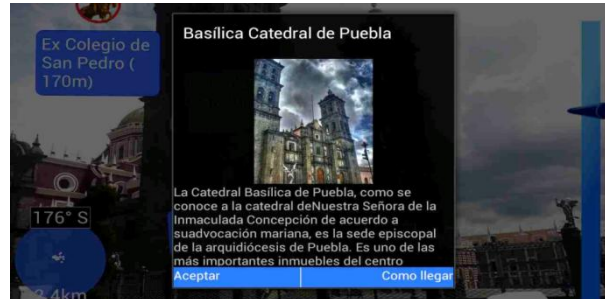 Ex Colegio de
San Pedro (
170m)
Basílica Catedral de Puebla
La Catedral Basílica de Puebla, como se
conoce a la catedral deNuestra Señora de la
Inmaculada Concepción de acuerdo a
suadvocación mariana, es la sede episcopal
de la arquidiócesis de Puebla. Es uno de las
más importantes inmuebles del centro
Aceptar
Como llegar
176° S
2.4km